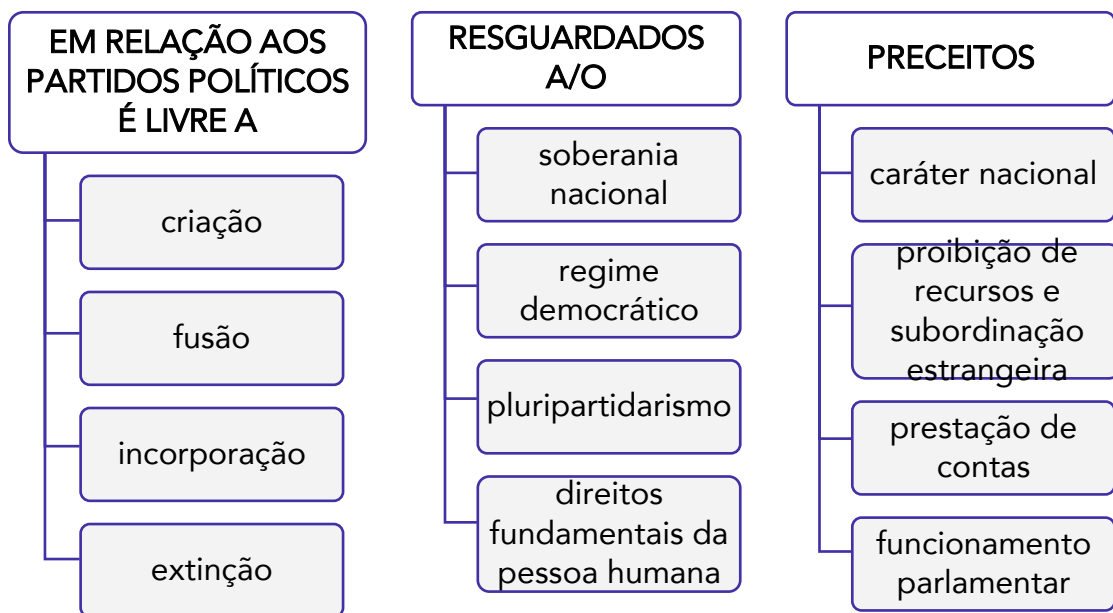 EM RELAÇÃO AOS
PARTIDOS POLÍTICOS
É LIVRE A
criação
fusão
incorporação
extinção
RESGUARDADOS
A/O
soberania
nacional
regime
democrático
pluripartidarismo
direitos
fundamentais da
pessoa humana
PRECEITOS
caráter nacional
proibição de
recursos e
subordinação
estrangeira
prestação de
contas
funcionamento
parlamentar